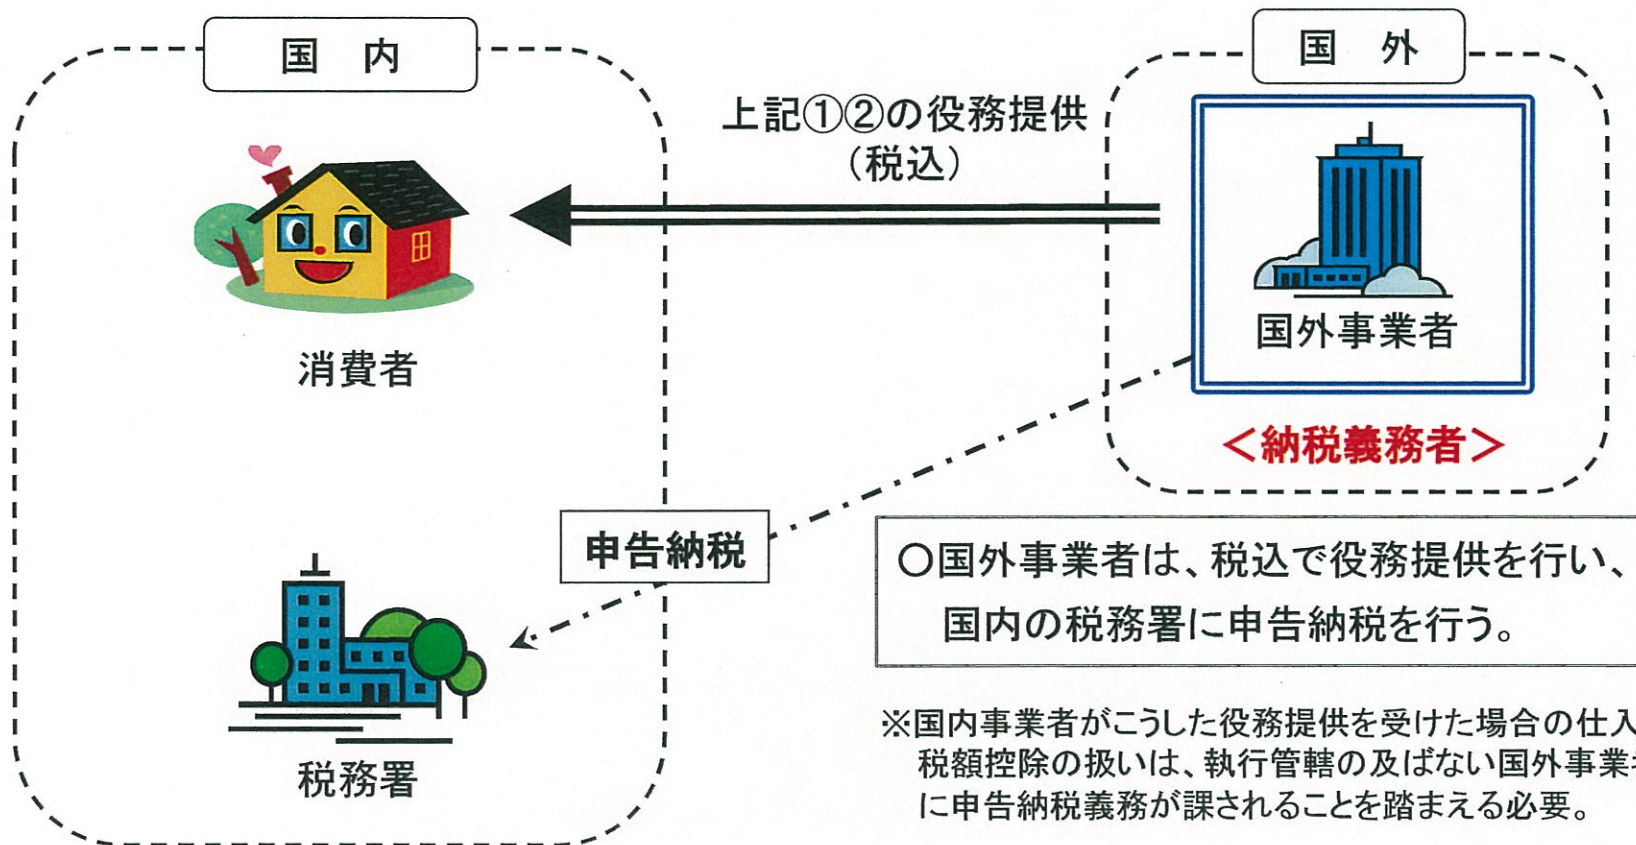 国 内
国 外
上記①②の役務提供
（税込）
国外事業者
消費者
＜納税義務者＞
申告納税
○国外事業者は、税込で役務提供を行い、
国内の税務署に申告納税を行う。
税務署
※国内事業者がこうした役務提供を受けた場合の仕入
税額控除の扱いは、執行管轄の及ばない国外事業者
に申告納税義務が課されることを踏まえる必要。